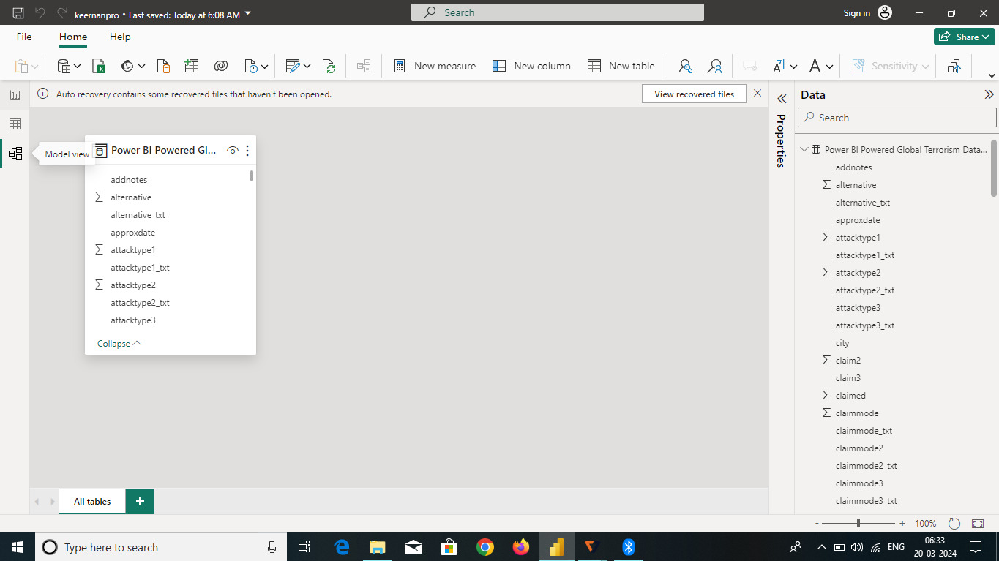 keernanpro • Last saved: Today at 6:08 AM
Search
Sign in
File
Home
Help
Share
New measure
New column
New table
Sensitivity
Auto recovery contains some recovered files that haven't been opened.
View recovered files
Model view
Power BI Powered Gl...
addnotes
alternative
alternative_txt
approxdate
attacktype1
attacktype1_txt
attacktype2
attacktype2_txt
attacktype3
Collapse
Properties
Data
Search
Power BI Powered Global Terrorism Data...
addnotes
alternative
alternative_txt
approxdate
attacktype1
attacktype1_txt
attacktype2
attacktype2_txt
attacktype3
attacktype3_txt
city
claim2
claim3
claimed
claimmode
claimmode_txt
claimmode2
claimmode2_txt
claimmode3
claimmode3_txt
All tables
100%
Type here to search
ENG
06:33
20-03-2024